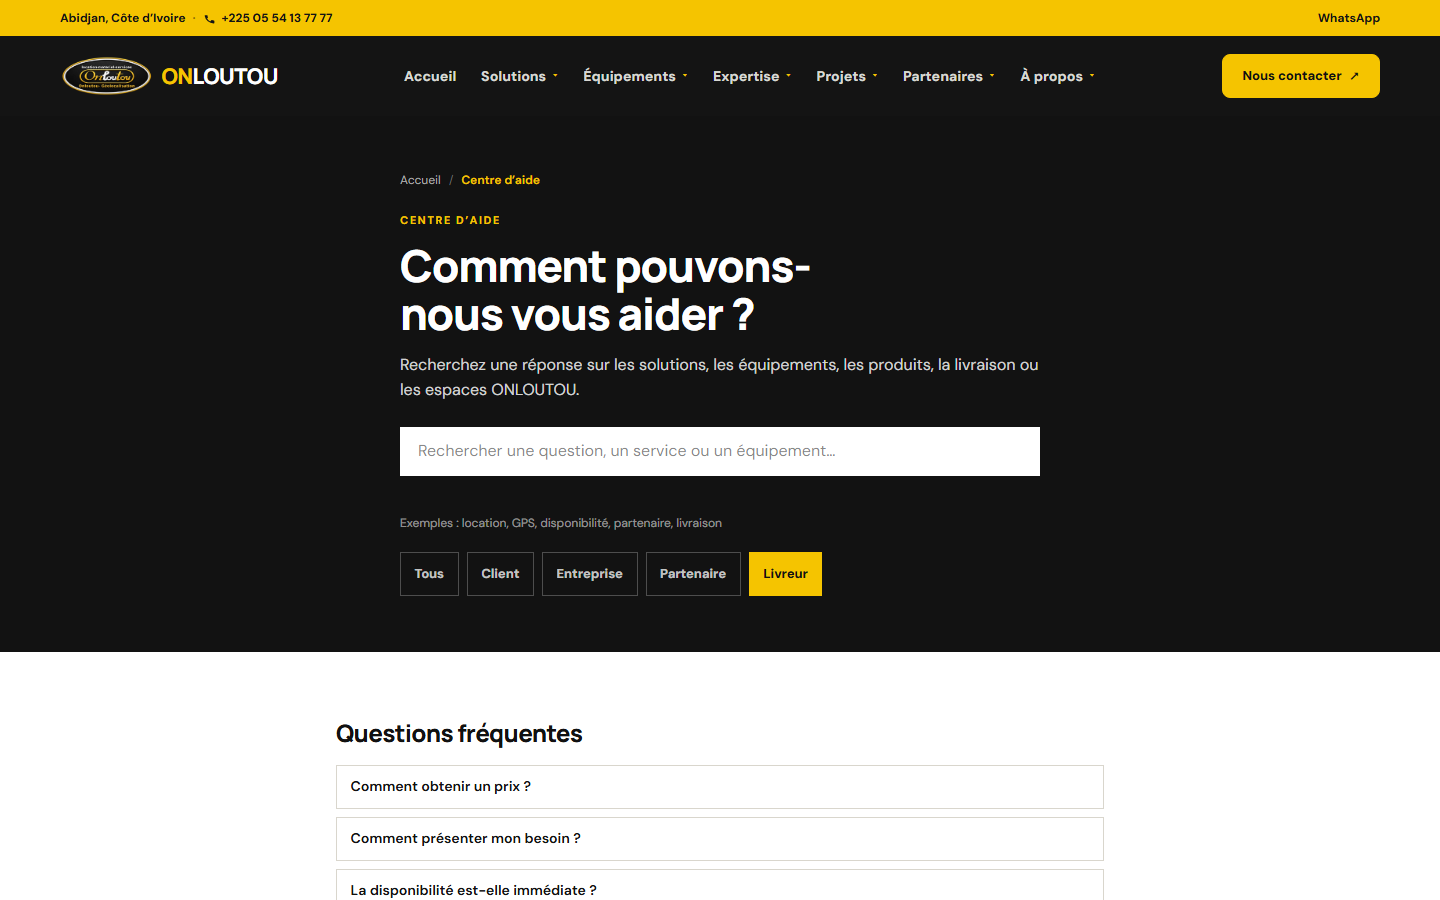 Abidjan, Côte d’Ivoire · +225 05 54 13 77 77
WhatsApp
Onloutou
ONLOUTOU
Accueil Solutions Équipements Expertise Projets Partenaires À propos
Nous contacter ↗
Accueil / Centre d’aide
CENTRE D’AIDE
Comment pouvons-
nous vous aider ?
Recherchez une réponse sur les solutions, les équipements, les produits, la livraison ou
les espaces ONLOUTOU.
Rechercher une question, un service ou un équipement...
Exemples : location, GPS, disponibilité, partenaire, livraison
Tous Client Entreprise Partenaire Livreur
Questions fréquentes
Comment obtenir un prix ?
Comment présenter mon besoin ?
La disponibilité est-elle immédiate ?